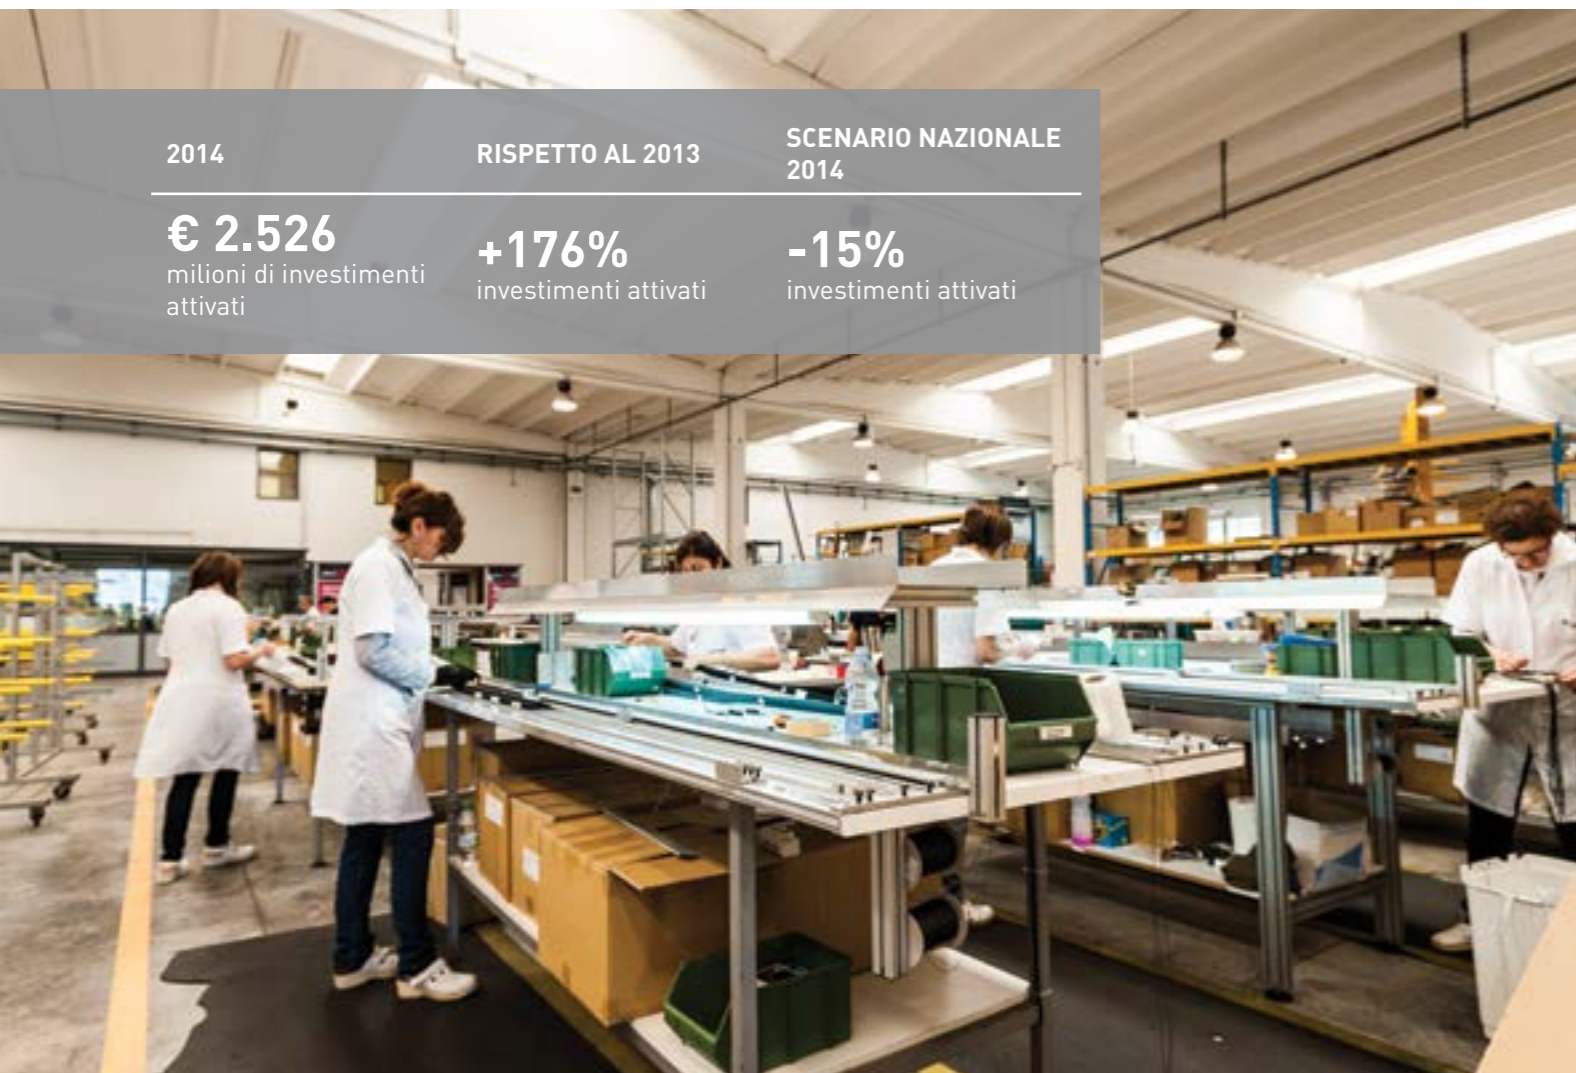 2014
€ 2.526
milioni di investimenti
attivati
RISPETTO AL 2013
+176%
investimenti attivati
SCENARIO NAZIONALE
2014
-15%
investimenti attivati